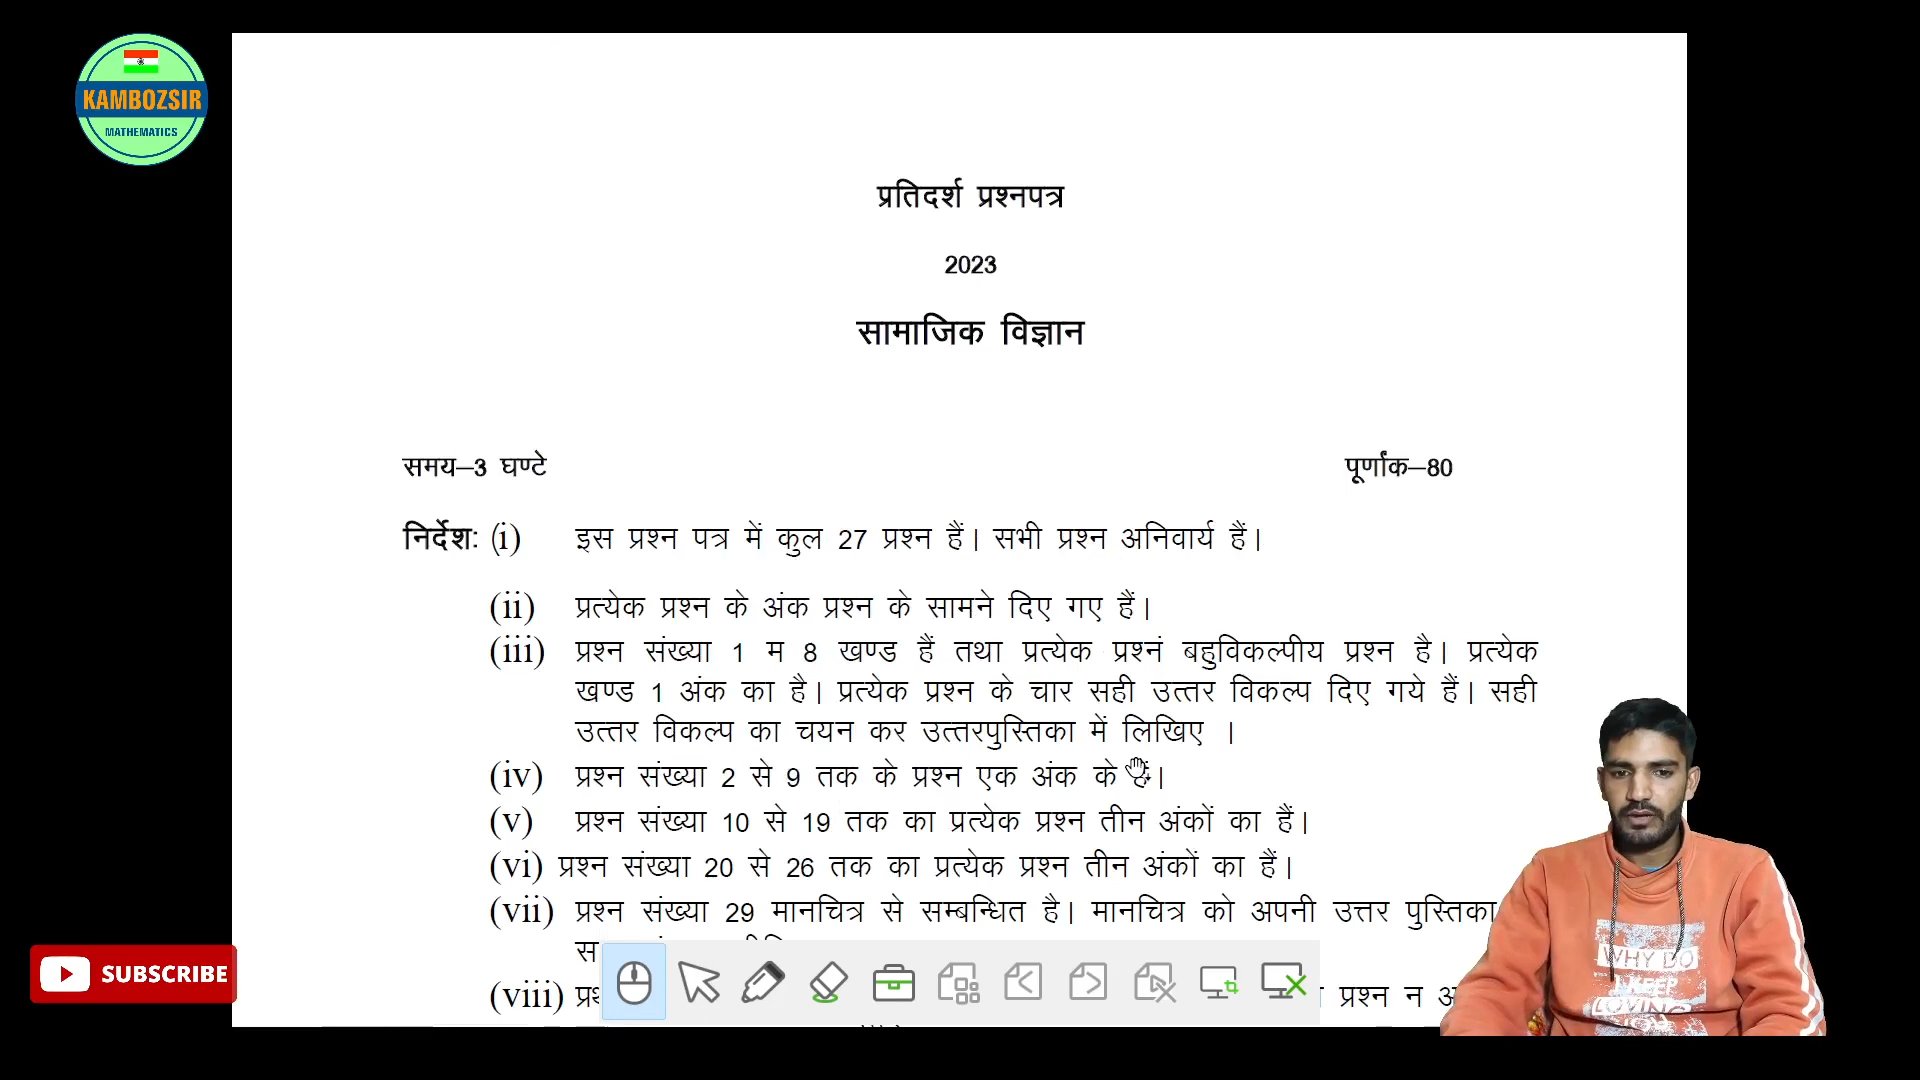 KAMBOZSIR
MATHEMATICS
प्रतिदर्श प्रश्नपत्र
2023
सामाजिक विज्ञान
समय–3 घण्टे पूर्णांक–80
निर्देशः (i) इस प्रश्न पत्र में कुल 27 प्रश्न हैं। सभी प्रश्न अनिवार्य हैं।
(ii) प्रत्येक प्रश्न के अंक प्रश्न के सामने दिए गए हैं।
(iii) प्रश्न संख्या 1 म 8 खण्ड हैं तथा प्रत्येक प्रश्नं बहुविकल्पीय प्रश्न है। प्रत्येक
खण्ड 1 अंक का है। प्रत्येक प्रश्न के चार सही उत्तर विकल्प दिए गये हैं। सही
उत्तर विकल्प का चयन कर उत्तरपुस्तिका में लिखिए ।
(iv) प्रश्न संख्या 2 से 9 तक के प्रश्न एक अंक के हैं।
(v) प्रश्न संख्या 10 से 19 तक का प्रत्येक प्रश्न तीन अंकों का हैं।
(vi) प्रश्न संख्या 20 से 26 तक का प्रत्येक प्रश्न तीन अंकों का हैं।
(vii) प्रश्न संख्या 29 मानचित्र से सम्बन्धित है। मानचित्र को अपनी उत्तर पुस्तिका
(viii) प्रश्न न
SUBSCRIBE
WHY DO
I KEEP
LOVING